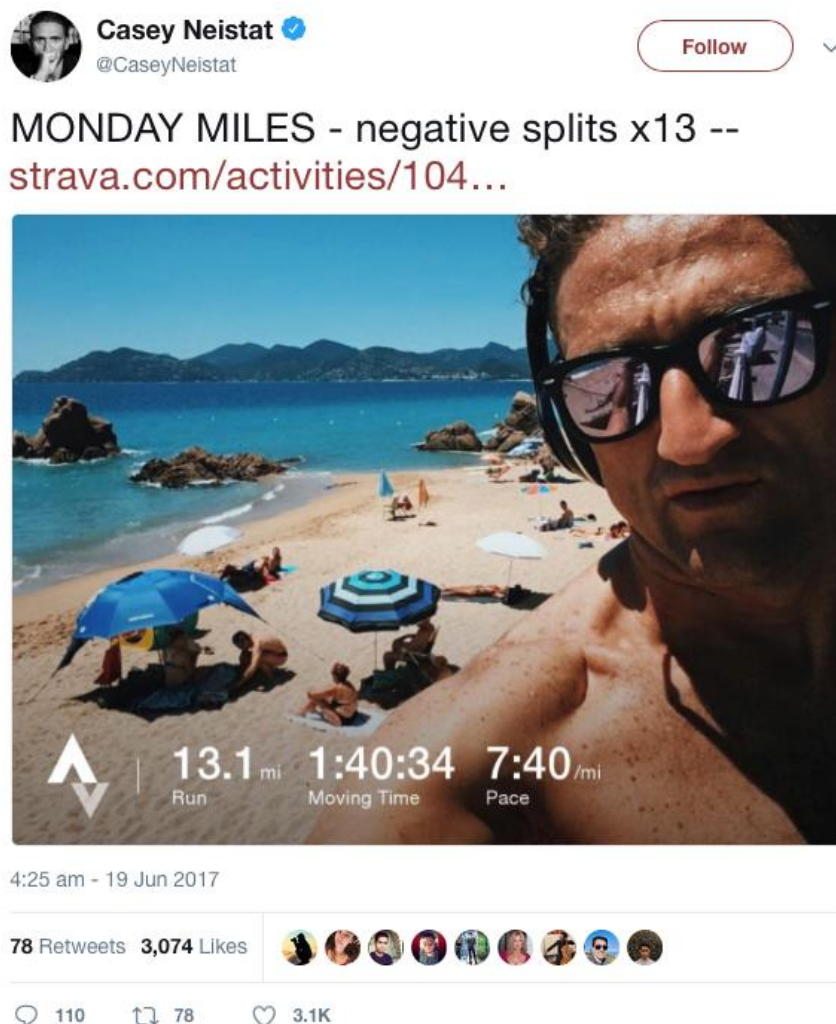 Casey Neistat
@CaseyNeistat
Follow
MONDAY MILES - negative splits x13 --
strava.com/activities/104...
13.1 mi 1:40:34 7:40 /mi
Run Moving Time Pace
4:25 am - 19 Jun 2017
78 Retweets 3,074 Likes
110 78 3.1K